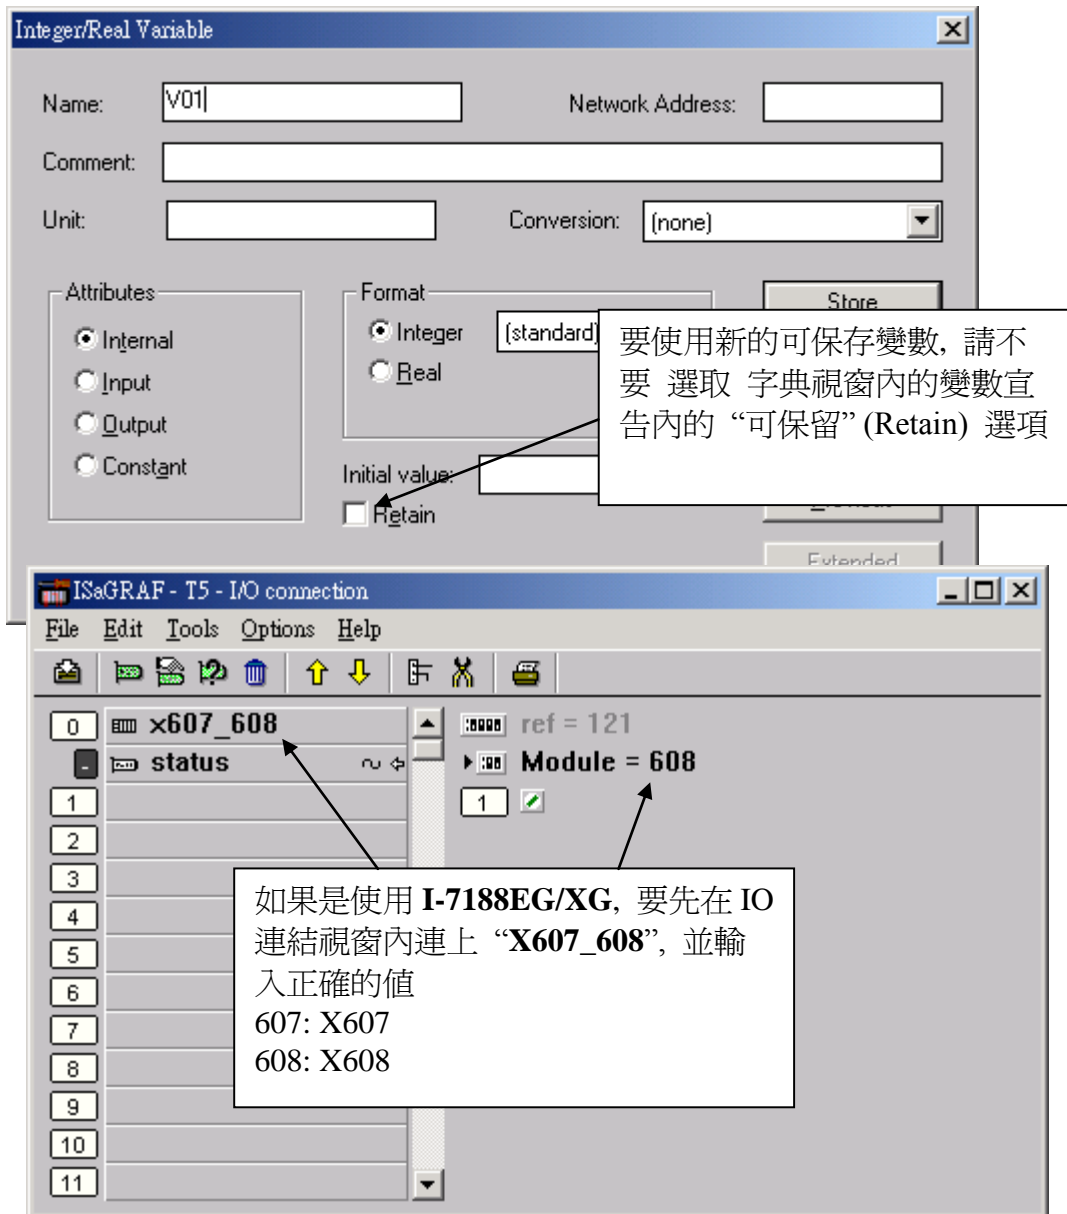 Integer/Real Variable
Name:
V01
Network Address:
Comment:
Unit:
Conversion:
(none)
Attributes
Internal
Input
Output
Constant
Format
Integer
(standard)
Real
Store
要使用新的可保存變數, 請不
要 選取 字典視窗內的變數宣
告內的 “可保留” (Retain) 選項
Initial value:
Retain
Extended
ISaGRAF - T5 - I/O connection
File Edit Tools Options Help
0 x607_608
status
1
2
3
4
5
6
7
8
9
10
11
ref = 121
Module = 608
1
如果是使用 I-7188EG/XG, 要先在 IO
連結視窗內連上 “X607_608”, 並輸
入正確的值
607: X607
608: X608